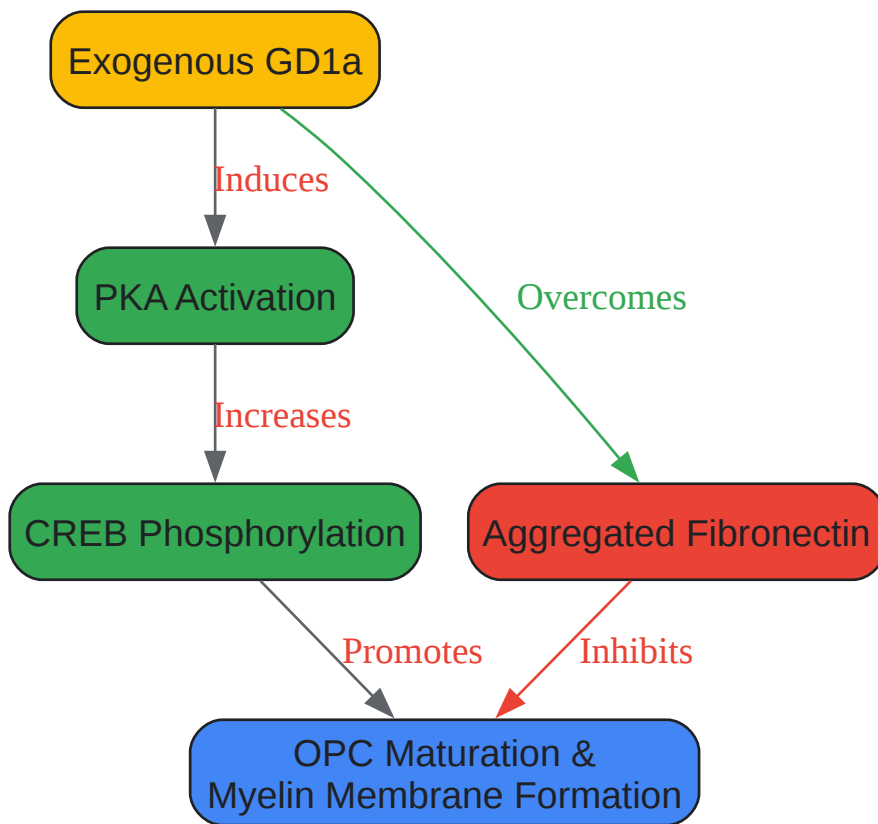 Exogenous GD1a
Induces
Overcomes
PKA Activation
Increases
CREB Phosphorylation
Aggregated Fibronectin
Promotes
Inhibits
OPC Maturation &
Myelin Membrane Formation